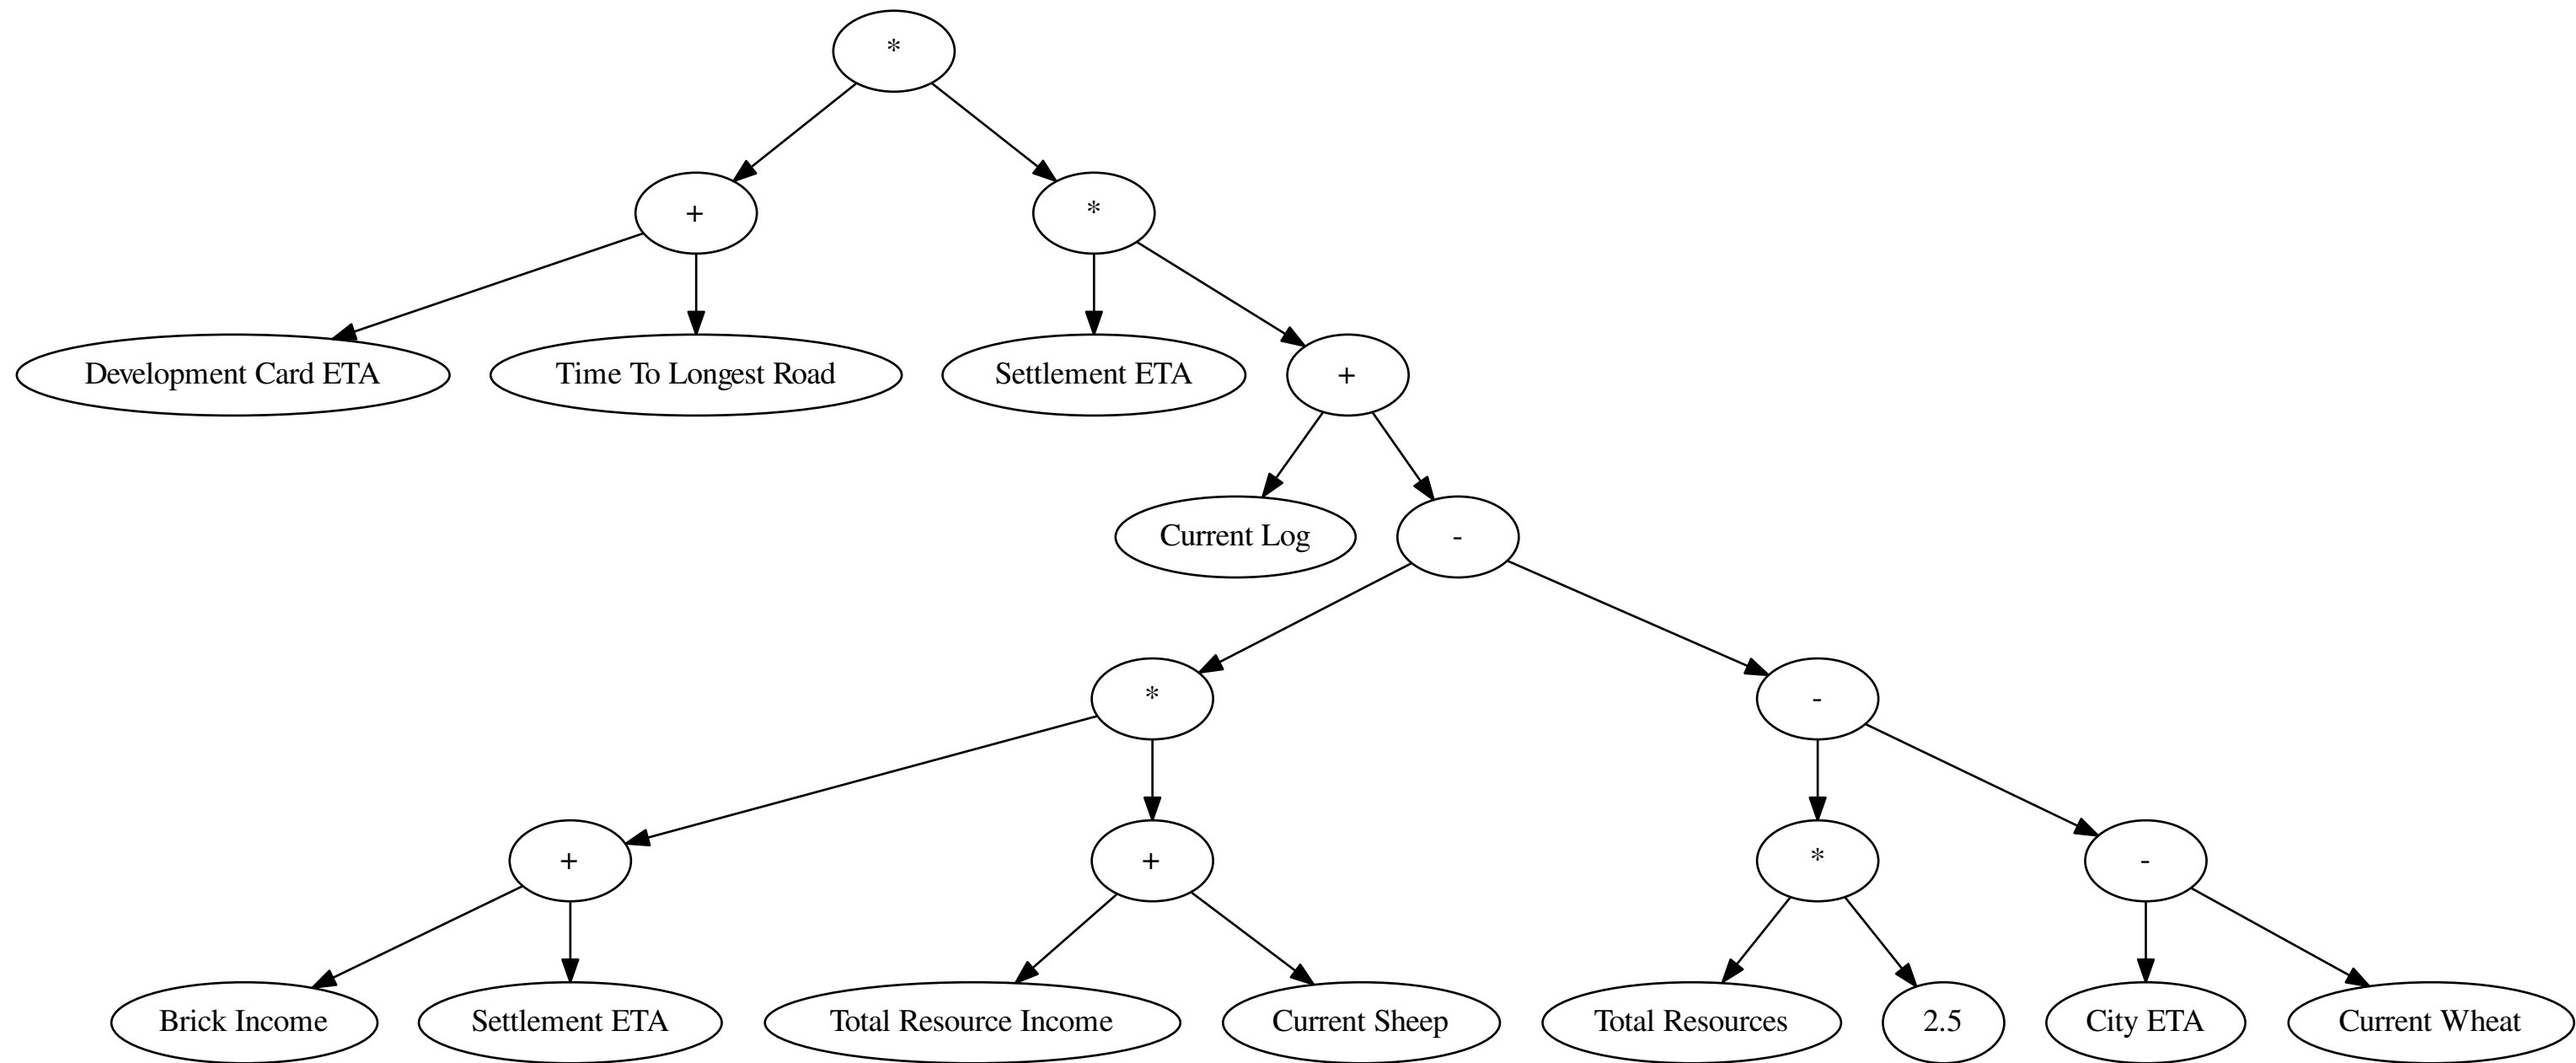 *
+
*
Development Card ETA
Time To Longest Road
Settlement ETA
+
Current Log
-
*
-
+
+
*
-
Brick Income
Settlement ETA
Total Resource Income
Current Sheep
Total Resources
2.5
City ETA
Current Wheat